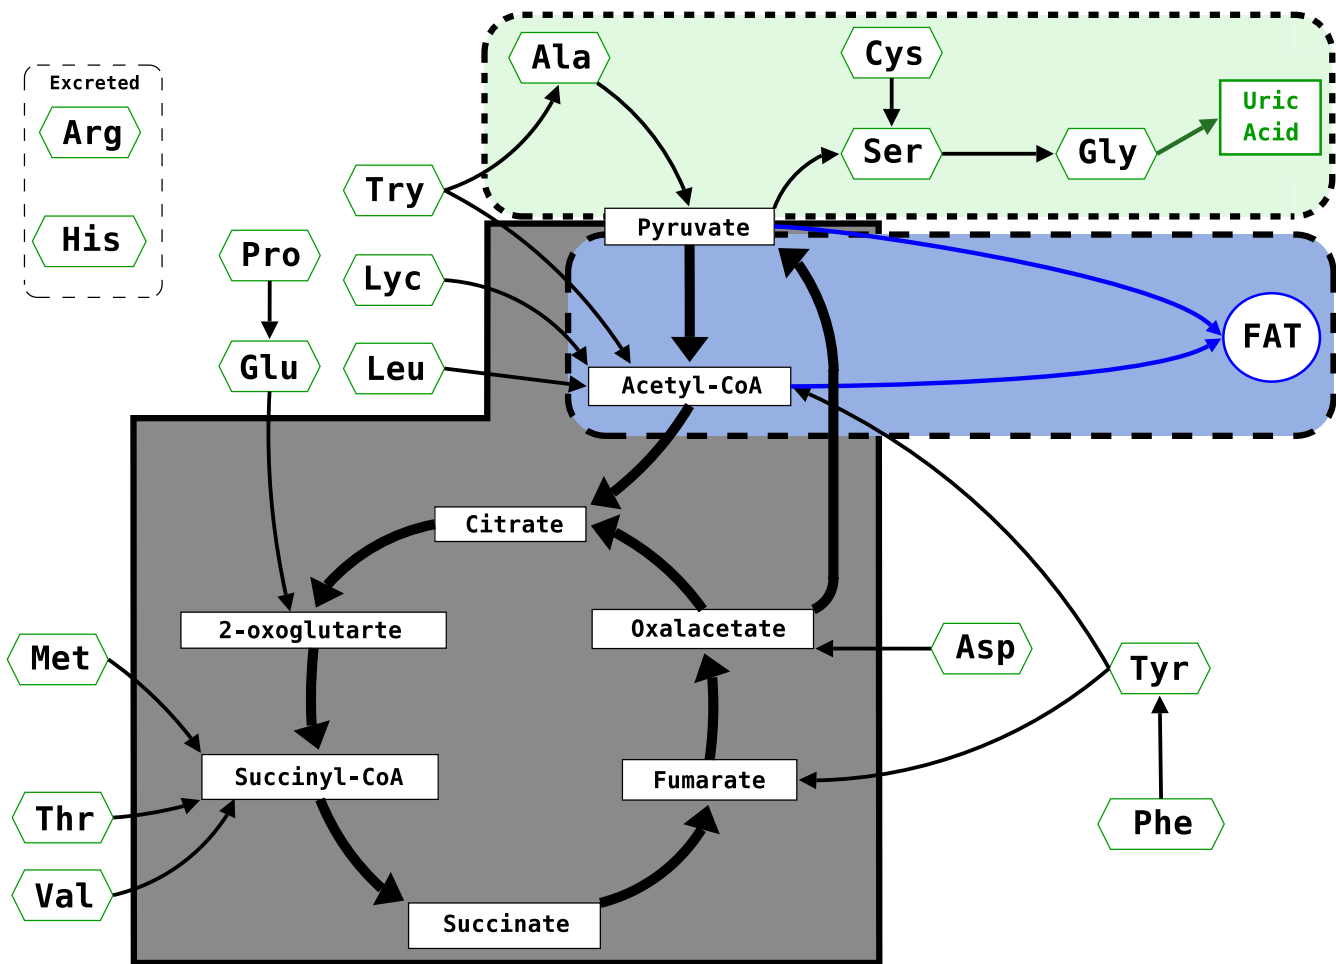 Excreted
Arg
His
Ala
Cys
Uric
Acid
Ser
Gly
Try
Pyruvate
Pro
Lyc
FAT
Glu
Leu
Acetyl-CoA
Citrate
2-oxoglutarte
Oxalacetate
Met
Asp
Tyr
Succinyl-CoA
Fumarate
Thr
Phe
Val
Succinate